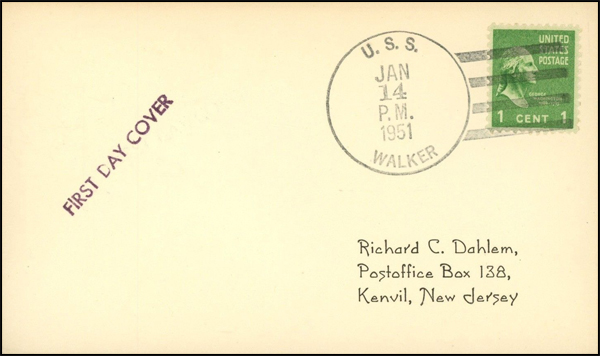 U. S. S.
JAN
14
P. M.
1951
WALKER
UNITED
STATES
POSTAGE
1 CENT 1
FIRST DAY COVER
Richard C. Dahlem,
Postoffice Box 138,
Kenvil, New Jersey